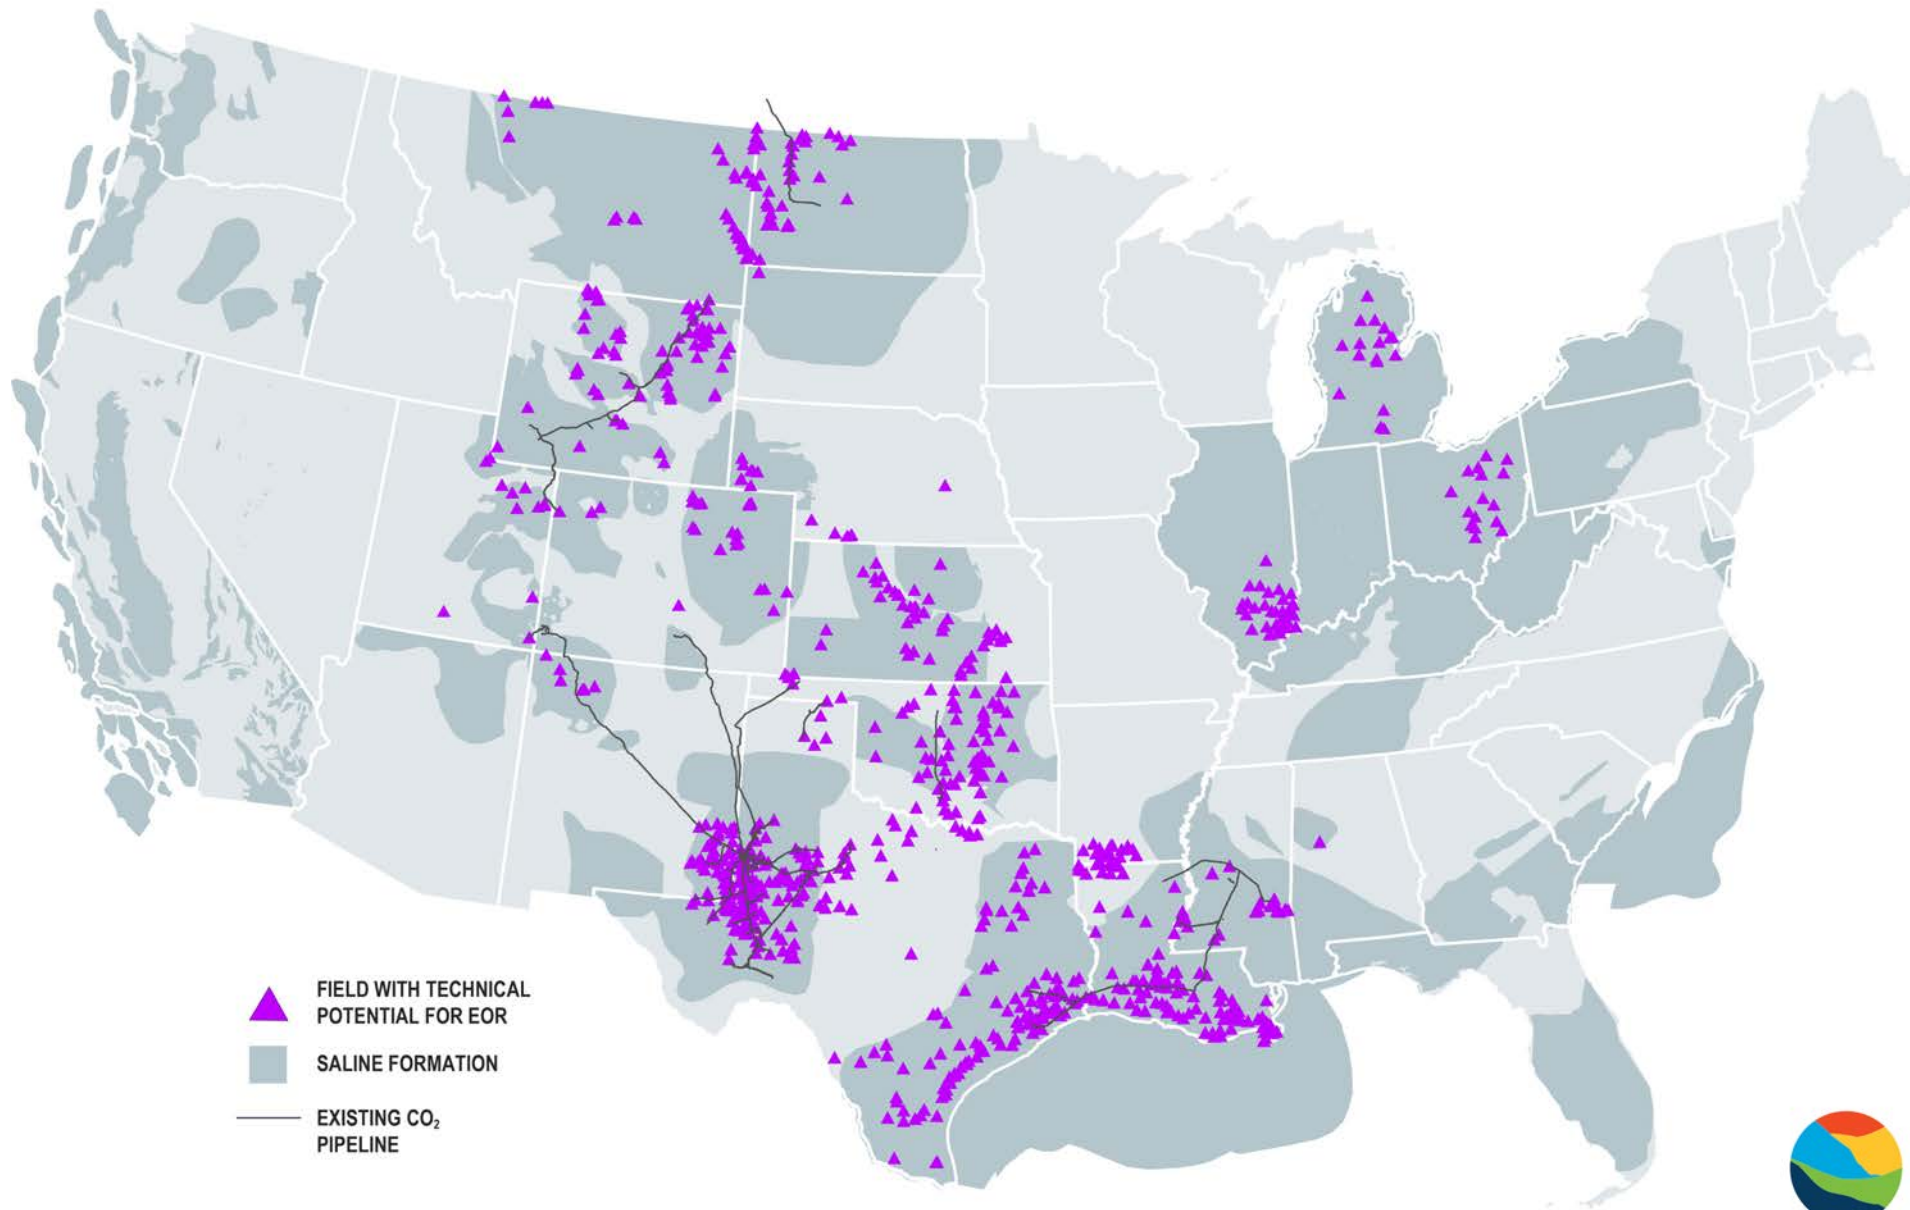 FIELD WITH TECHNICAL
POTENTIAL FOR EOR
SALINE FORMATION
EXISTING CO₂
PIPELINE